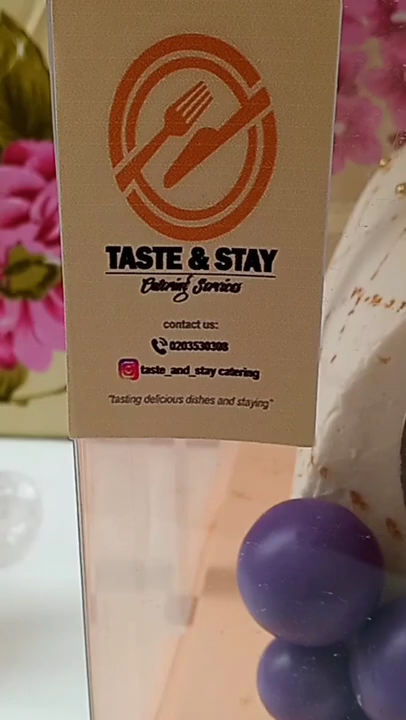 TASTE & STAY
Catering Services
contact us:
0203530308
taste_and_stay catering
"tasting delicious dishes and staying"